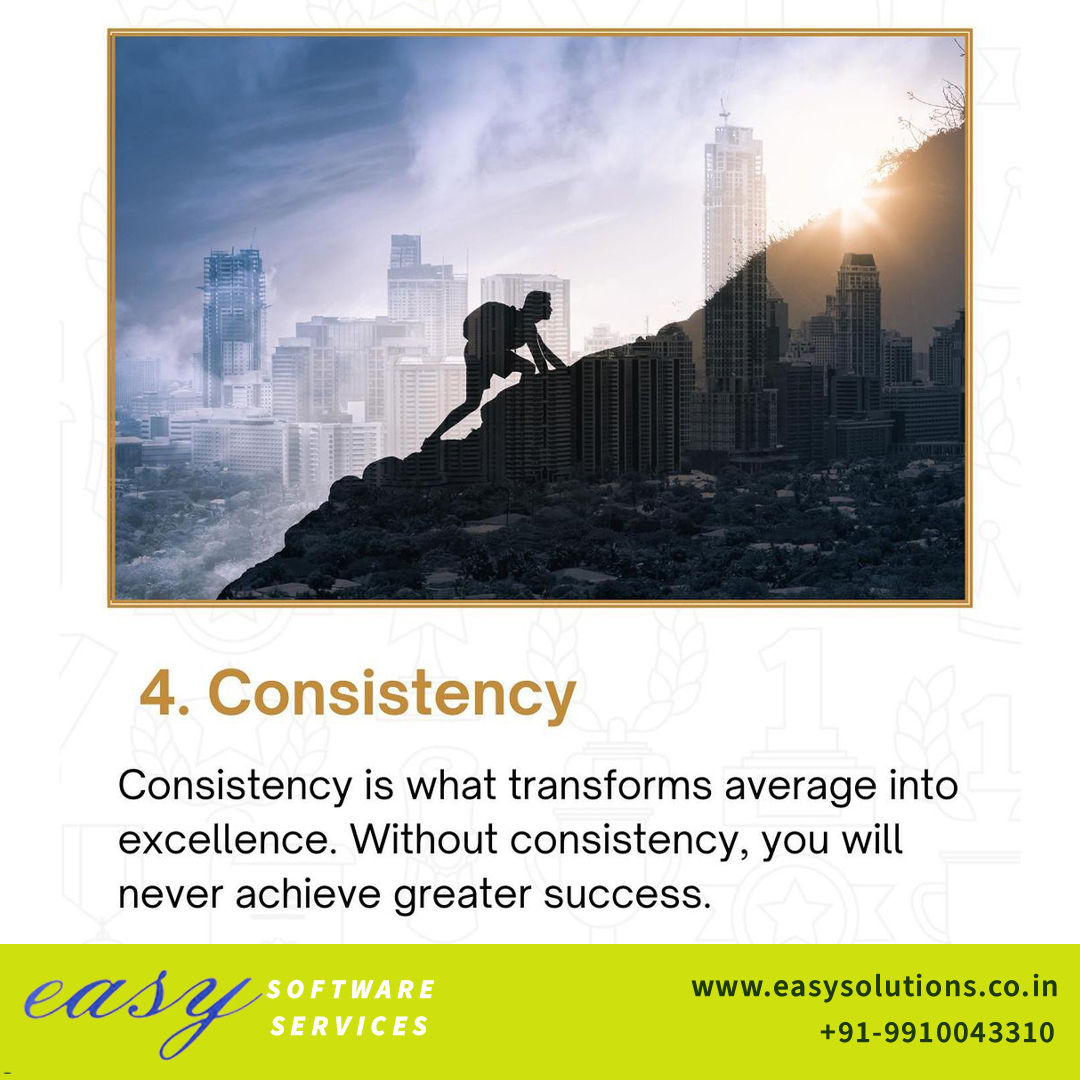 4. Consistency
Consistency is what transforms average into
excellence. Without consistency, you will
never achieve greater success.
easy SOFTWARE
SERVICES
www.easysolutions.co.in
+91-9910043310